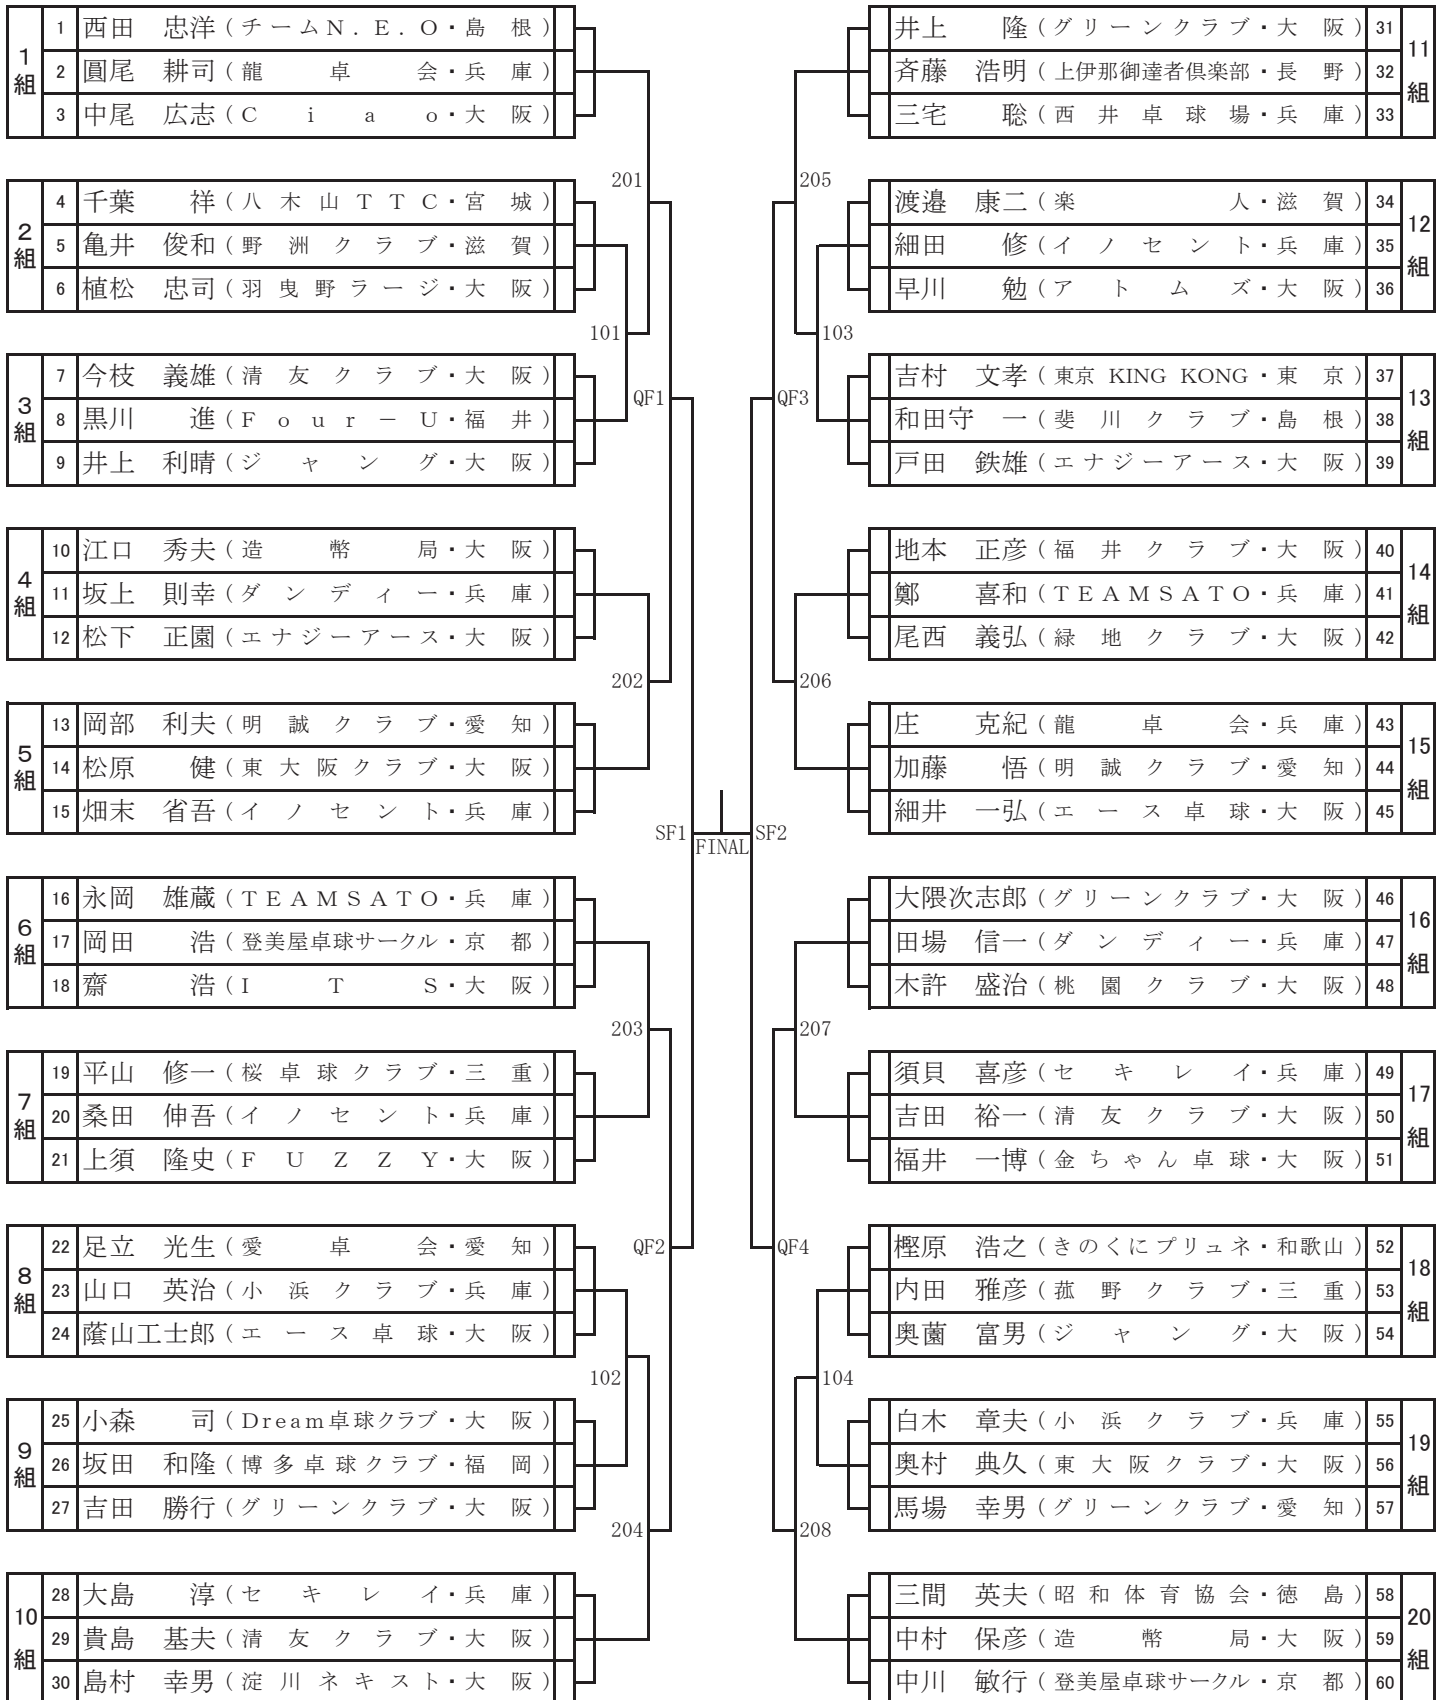 1組
1 西田 忠洋(チームN.E.O・島根)
2 圓尾 耕司(龍卓会・兵庫)
3 中尾 広志(Ciao・大阪)
2組
4 千葉 祥(八木山TTC・宮城)
5 亀井 俊和(野洲クラブ・滋賀)
6 植松 忠司(羽曳野ラージ・大阪)
3組
7 今枝 義雄(清友クラブ・大阪)
8 黒川 進(Four-U・福井)
9 井上 利晴(ジャング・大阪)
4組
10 江口 秀夫(造幣局・大阪)
11 坂上 則幸(ダンディー・兵庫)
12 松下 正園(エナジーアース・大阪)
5組
13 岡部 利夫(明誠クラブ・愛知)
14 松原 健(東大阪クラブ・大阪)
15 畑末 省吾(イノセント・兵庫)
6組
16 永岡 雄蔵(TEAMSATO・兵庫)
17 岡田 浩(登美屋卓球サークル・京都)
18 齋 浩(ITS・大阪)
7組
19 平山 修一(桜卓球クラブ・三重)
20 桑田 伸吾(イノセント・兵庫)
21 上須 隆史(FUZZY・大阪)
8組
22 足立 光生(愛卓会・愛知)
23 山口 英治(小浜クラブ・兵庫)
24 蔭山工士郎(エース卓球・大阪)
9組
25 小森 司(Dream卓球クラブ・大阪)
26 坂田 和隆(博多卓球クラブ・福岡)
27 吉田 勝行(グリーンクラブ・大阪)
10組
28 大島 淳(セキレイ・兵庫)
29 貴島 基夫(清友クラブ・大阪)
30 島村 幸男(淀川ネキスト・大阪)
201
101
QF1
202
SF1
203
QF2
102
204
FINAL
205
103
QF3
206
SF2
207
QF4
104
208
井上 隆(グリーンクラブ・大阪) 31
斉藤 浩明(上伊那御達者倶楽部・長野) 32
三宅 聡(西井卓球場・兵庫) 33
11組
渡邉 康二(楽人・滋賀) 34
細田 修(イノセント・兵庫) 35
早川 勉(アトムズ・大阪) 36
12組
吉村 文孝(東京 KING KONG・東京) 37
和田守 一(斐川クラブ・島根) 38
戸田 鉄雄(エナジーアース・大阪) 39
13組
地本 正彦(福井クラブ・大阪) 40
鄭 喜和(TEAMSATO・兵庫) 41
尾西 義弘(緑地クラブ・大阪) 42
14組
庄 克紀(龍卓会・兵庫) 43
加藤 悟(明誠クラブ・愛知) 44
細井 一弘(エース卓球・大阪) 45
15組
大隈次志郎(グリーンクラブ・大阪) 46
田場 信一(ダンディー・兵庫) 47
木許 盛治(桃園クラブ・大阪) 48
16組
須貝 喜彦(セキレイ・兵庫) 49
吉田 裕一(清友クラブ・大阪) 50
福井 一博(金ちゃん卓球・大阪) 51
17組
樫原 浩之(きのくにプリュネ・和歌山) 52
内田 雅彦(菰野クラブ・三重) 53
奥薗 富男(ジャング・大阪) 54
18組
白木 章夫(小浜クラブ・兵庫) 55
奥村 典久(東大阪クラブ・大阪) 56
馬場 幸男(グリーンクラブ・愛知) 57
19組
三間 英夫(昭和体育協会・徳島) 58
中村 保彦(造幣局・大阪) 59
中川 敏行(登美屋卓球サークル・京都) 60
20組